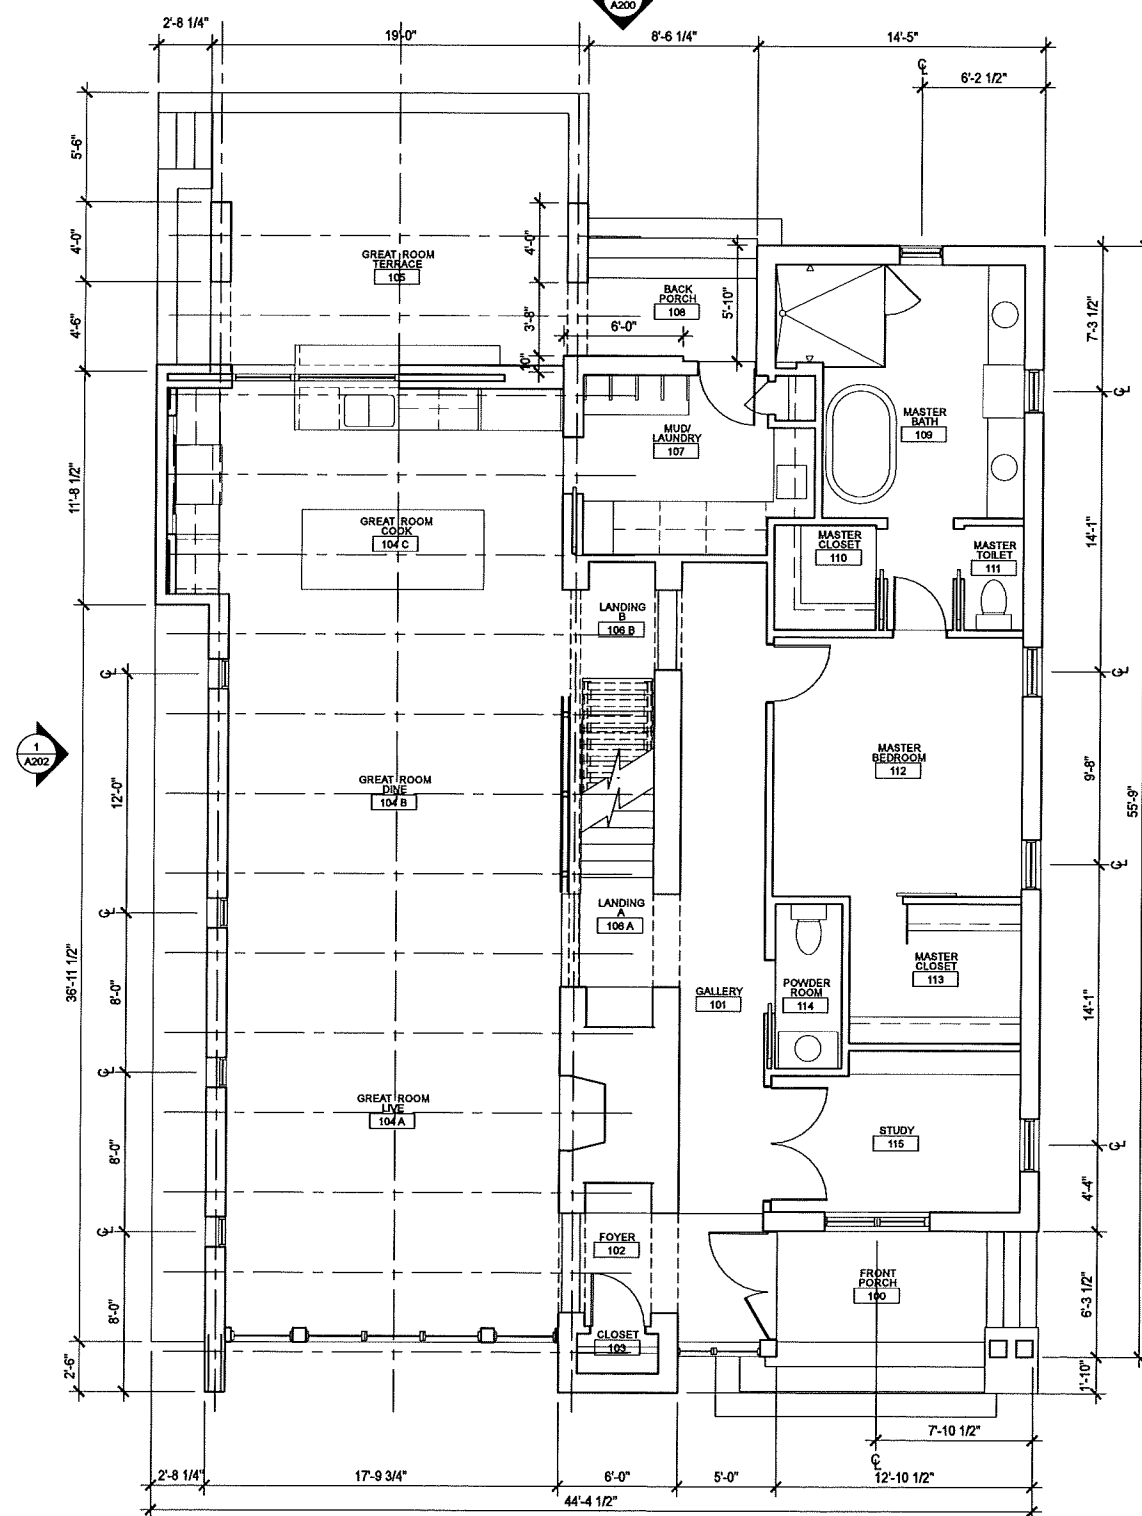 A200
2'-8 1/4"
19'-0"
8'-6 1/4"
14'-5"
6'-2 1/2"
5'-6"
4'-0"
4'-6"
GREAT ROOM
TERRACE
105
4'-0"
3'-8"
10"
BACK
PORCH
108
6'-0"
5'-10"
7'-3 1/2"
MUD/
LAUNDRY
107
MASTER
BATH
109
11'-8 1/2"
GREAT ROOM
COOK
104 C
MASTER
CLOSET
110
MASTER
TOILET
111
14'-1"
LANDING
B
106 B
1
A202
12'-0"
GREAT ROOM
DINE
104 B
MASTER
BEDROOM
112
9'-8"
55'-9"
LANDING
A
106 A
36'-11 1/2"
8'-0"
GALLERY
101
POWDER
ROOM
114
MASTER
CLOSET
113
14'-1"
GREAT ROOM
LIVE
104 A
8'-0"
STUDY
115
4'-4"
FOYER
102
FRONT
PORCH
100
6'-3 1/2"
8'-0"
CLOSET
103
2'-6"
1'-10"
7'-10 1/2"
2'-8 1/4"
17'-9 3/4"
6'-0"
5'-0"
12'-10 1/2"
44'-4 1/2"